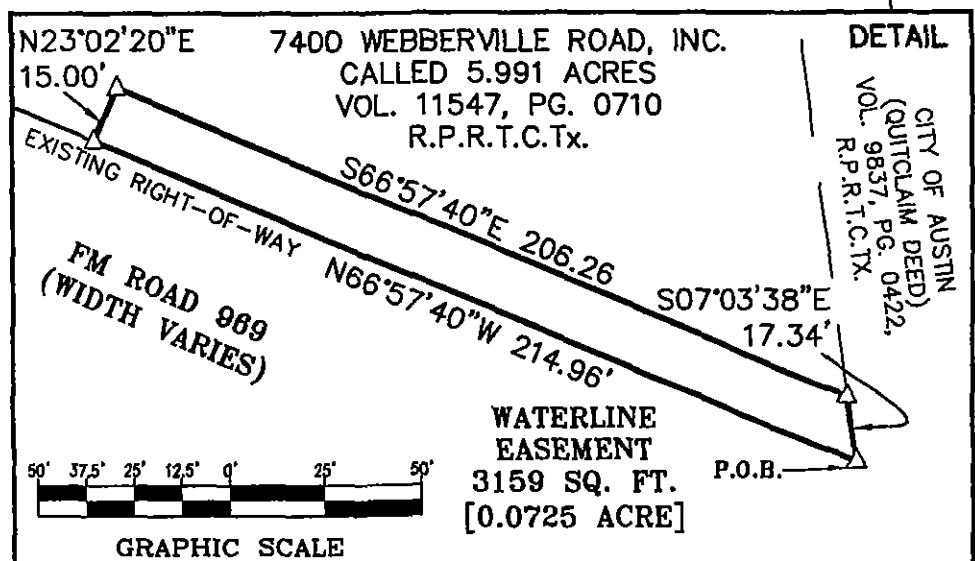 N23°02'20"E
15.00'
7400 WEBBERVILLE ROAD, INC.
CALLED 5.991 ACRES
VOL. 11547, PG. 0710
R.P.R.T.C.Tx.
DETAIL
CITY OF AUSTIN
(QUITCLAIM DEED)
VOL. 9837, PG. 0422,
R.P.R.T.C.TX.
EXISTING RIGHT-OF-WAY
S66°57'40"E 206.26
N66°57'40"W 214.96'
FM ROAD 969
(WIDTH VARIES)
S07°03'38"E
17.34'
WATERLINE
EASEMENT
3159 SQ. FT.
[0.0725 ACRE]
P.O.B.
50' 37.5' 25' 12.5' 0' 25' 50'
GRAPHIC SCALE